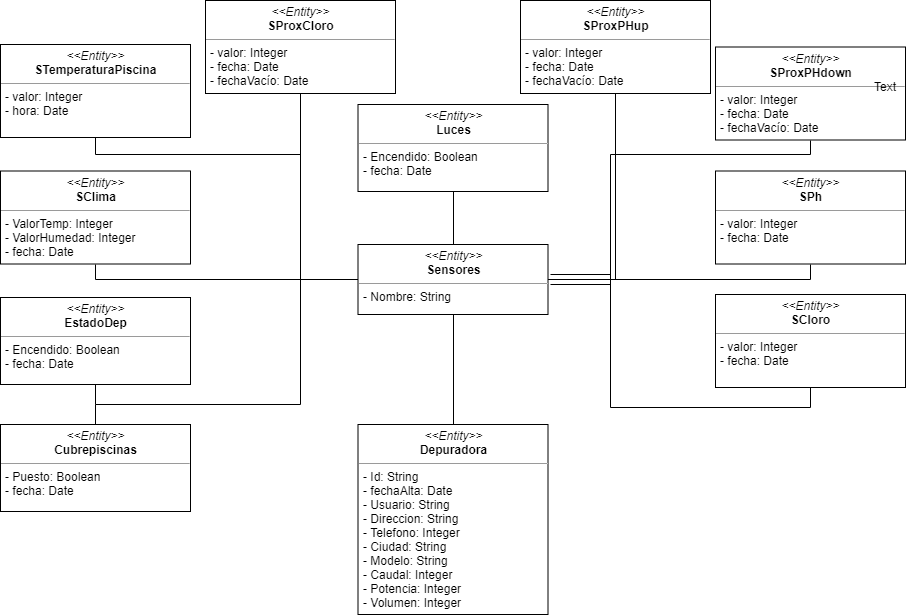 <<Entity>>
SProxCloro
- valor: Integer
- fecha: Date
- fechaVacío: Date
<<Entity>>
SProxPHup
- valor: Integer
- fecha: Date
- fechaVacío: Date
<<Entity>>
STemperaturaPiscina
- valor: Integer
- hora: Date
<<Entity>>
SProxPHdown
Text
- valor: Integer
- fecha: Date
- fechaVacío: Date
<<Entity>>
Luces
- Encendido: Boolean
- fecha: Date
<<Entity>>
SClima
- ValorTemp: Integer
- ValorHumedad: Integer
- fecha: Date
<<Entity>>
SPh
- valor: Integer
- fecha: Date
<<Entity>>
Sensores
- Nombre: String
<<Entity>>
EstadoDep
- Encendido: Boolean
- fecha: Date
<<Entity>>
SCloro
- valor: Integer
- fecha: Date
<<Entity>>
Cubrepiscinas
- Puesto: Boolean
- fecha: Date
<<Entity>>
Depuradora
- Id: String
- fechaAlta: Date
- Usuario: String
- Direccion: String
- Telefono: Integer
- Ciudad: String
- Modelo: String
- Caudal: Integer
- Potencia: Integer
- Volumen: Integer